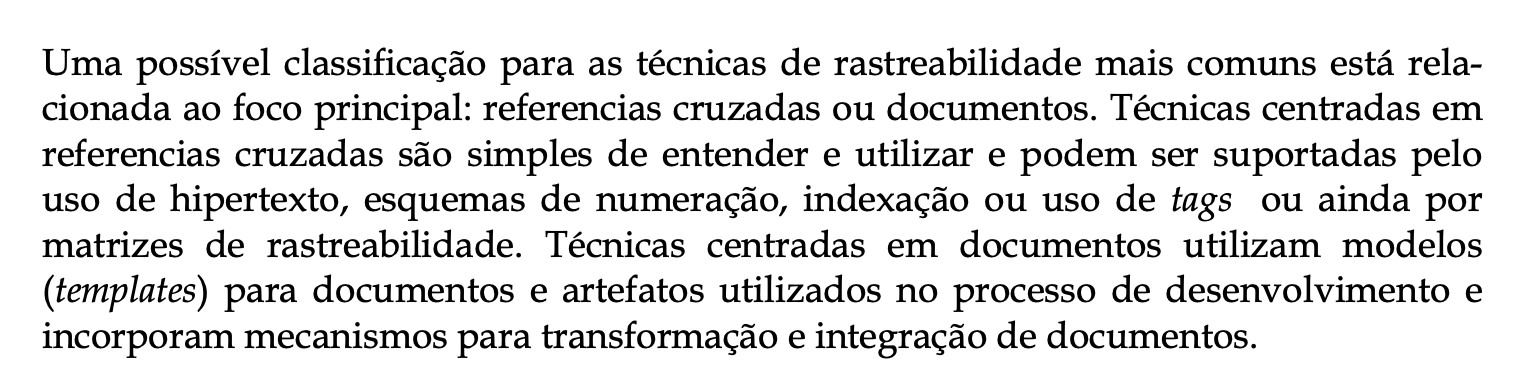 Uma possível classificação para as técnicas de rastreabilidade mais comuns está rela-
cionada ao foco principal: referencias cruzadas ou documentos. Técnicas centradas em
referencias cruzadas são simples de entender e utilizar e podem ser suportadas pelo
uso de hipertexto, esquemas de numeração, indexação ou uso de tags ou ainda por
matrizes de rastreabilidade. Técnicas centradas em documentos utilizam modelos
(templates) para documentos e artefatos utilizados no processo de desenvolvimento e
incorporam mecanismos para transformação e integração de documentos.